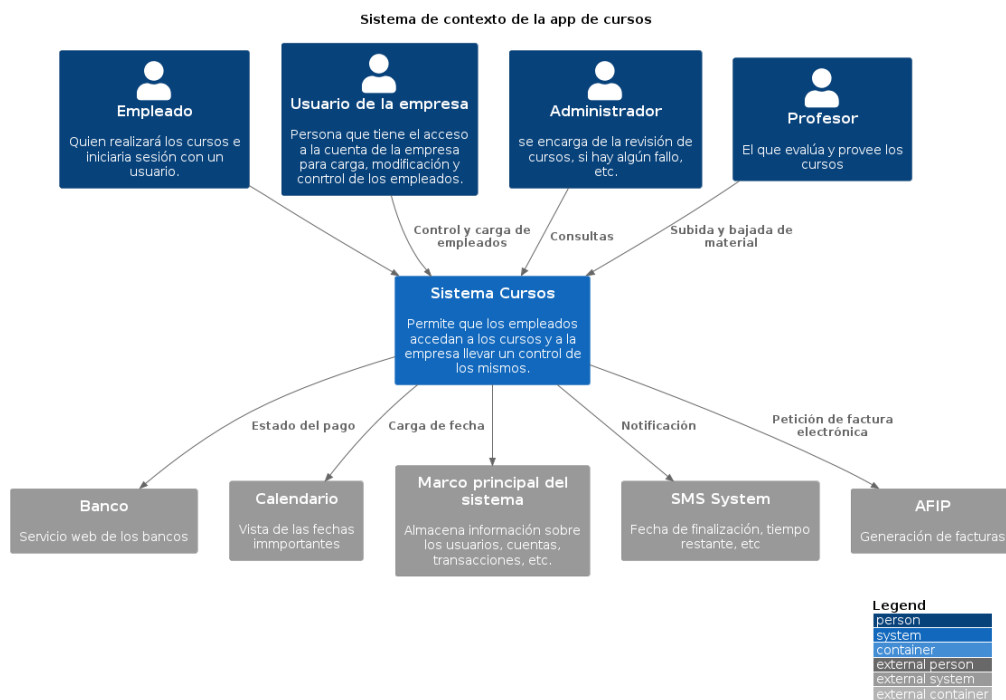 Sistema de contexto de la app de cursos
Empleado
Quien realizará los cursos e
iniciaria sesión con un
usuario.
Usuario de la empresa
Persona que tiene el acceso
a la cuenta de la empresa
para carga, modificación y
conrtrol de los empleados.
Administrador
se encarga de la revisión de
cursos, si hay algún fallo,
etc.
Profesor
El que evalúa y provee los
cursos
Control y carga de
empleados
Consultas
Subida y bajada de
material
Sistema Cursos
Permite que los empleados
accedan a los cursos y a la
empresa llevar un control de
los mismos.
Estado del pago
Carga de fecha
Notificación
Petición de factura
electrónica
Banco
Servicio web de los bancos
Calendario
Vista de las fechas
immportantes
Marco principal del
sistema
Almacena información sobre
los usuarios, cuentas,
transacciones, etc.
SMS System
Fecha de finalización, tiempo
restante, etc
AFIP
Generación de facturas
Legend
person
system
container
external person
external system
external container